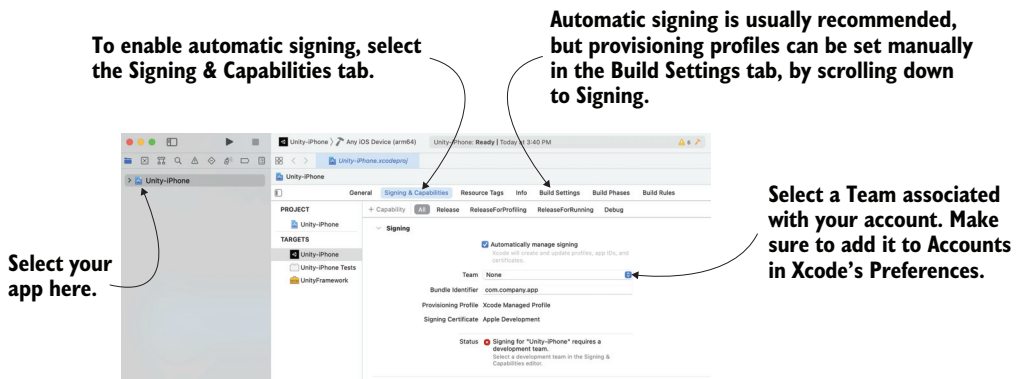 Automatic signing is usually recommended,
but provisioning profiles can be set manually
in the Build Settings tab, by scrolling down
to Signing.
To enable automatic signing, select
the Signing & Capabilities tab.
Unity-iPhone Any iOS Device (arm64) Unity-iPhone: Ready | Today at 3:40 PM 6
Unity-iPhone.xcodeproj
Unity-iPhone
Unity-iPhone
General Signing & Capabilities Resource Tags Info Build Settings Build Phases Build Rules
PROJECT
Unity-iPhone
TARGETS
Unity-iPhone
Unity-iPhone Tests
UnityFramework
+ Capability All Release ReleaseForProfiling ReleaseForRunning Debug
Signing
Automatically manage signing
Xcode will create and update profiles, app IDs, and
certificates.
Team None
Bundle Identifier com.company.app
Provisioning Profile Xcode Managed Profile
Signing Certificate Apple Development
Status Signing for "Unity-iPhone" requires a
development team.
Select a development team in the Signing &
Capabilities editor.
Select your
app here.
Select a Team associated
with your account. Make
sure to add it to Accounts
in Xcode's Preferences.